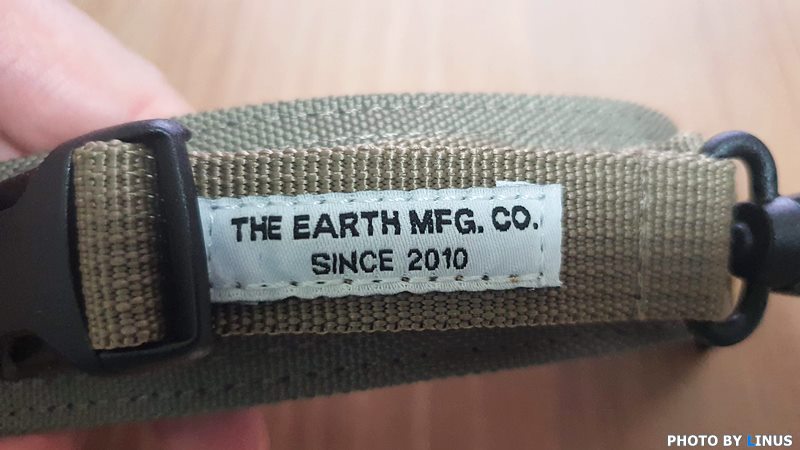 THE EARTH MFG. CO.
SINCE 2010
PHOTO BY LINUS